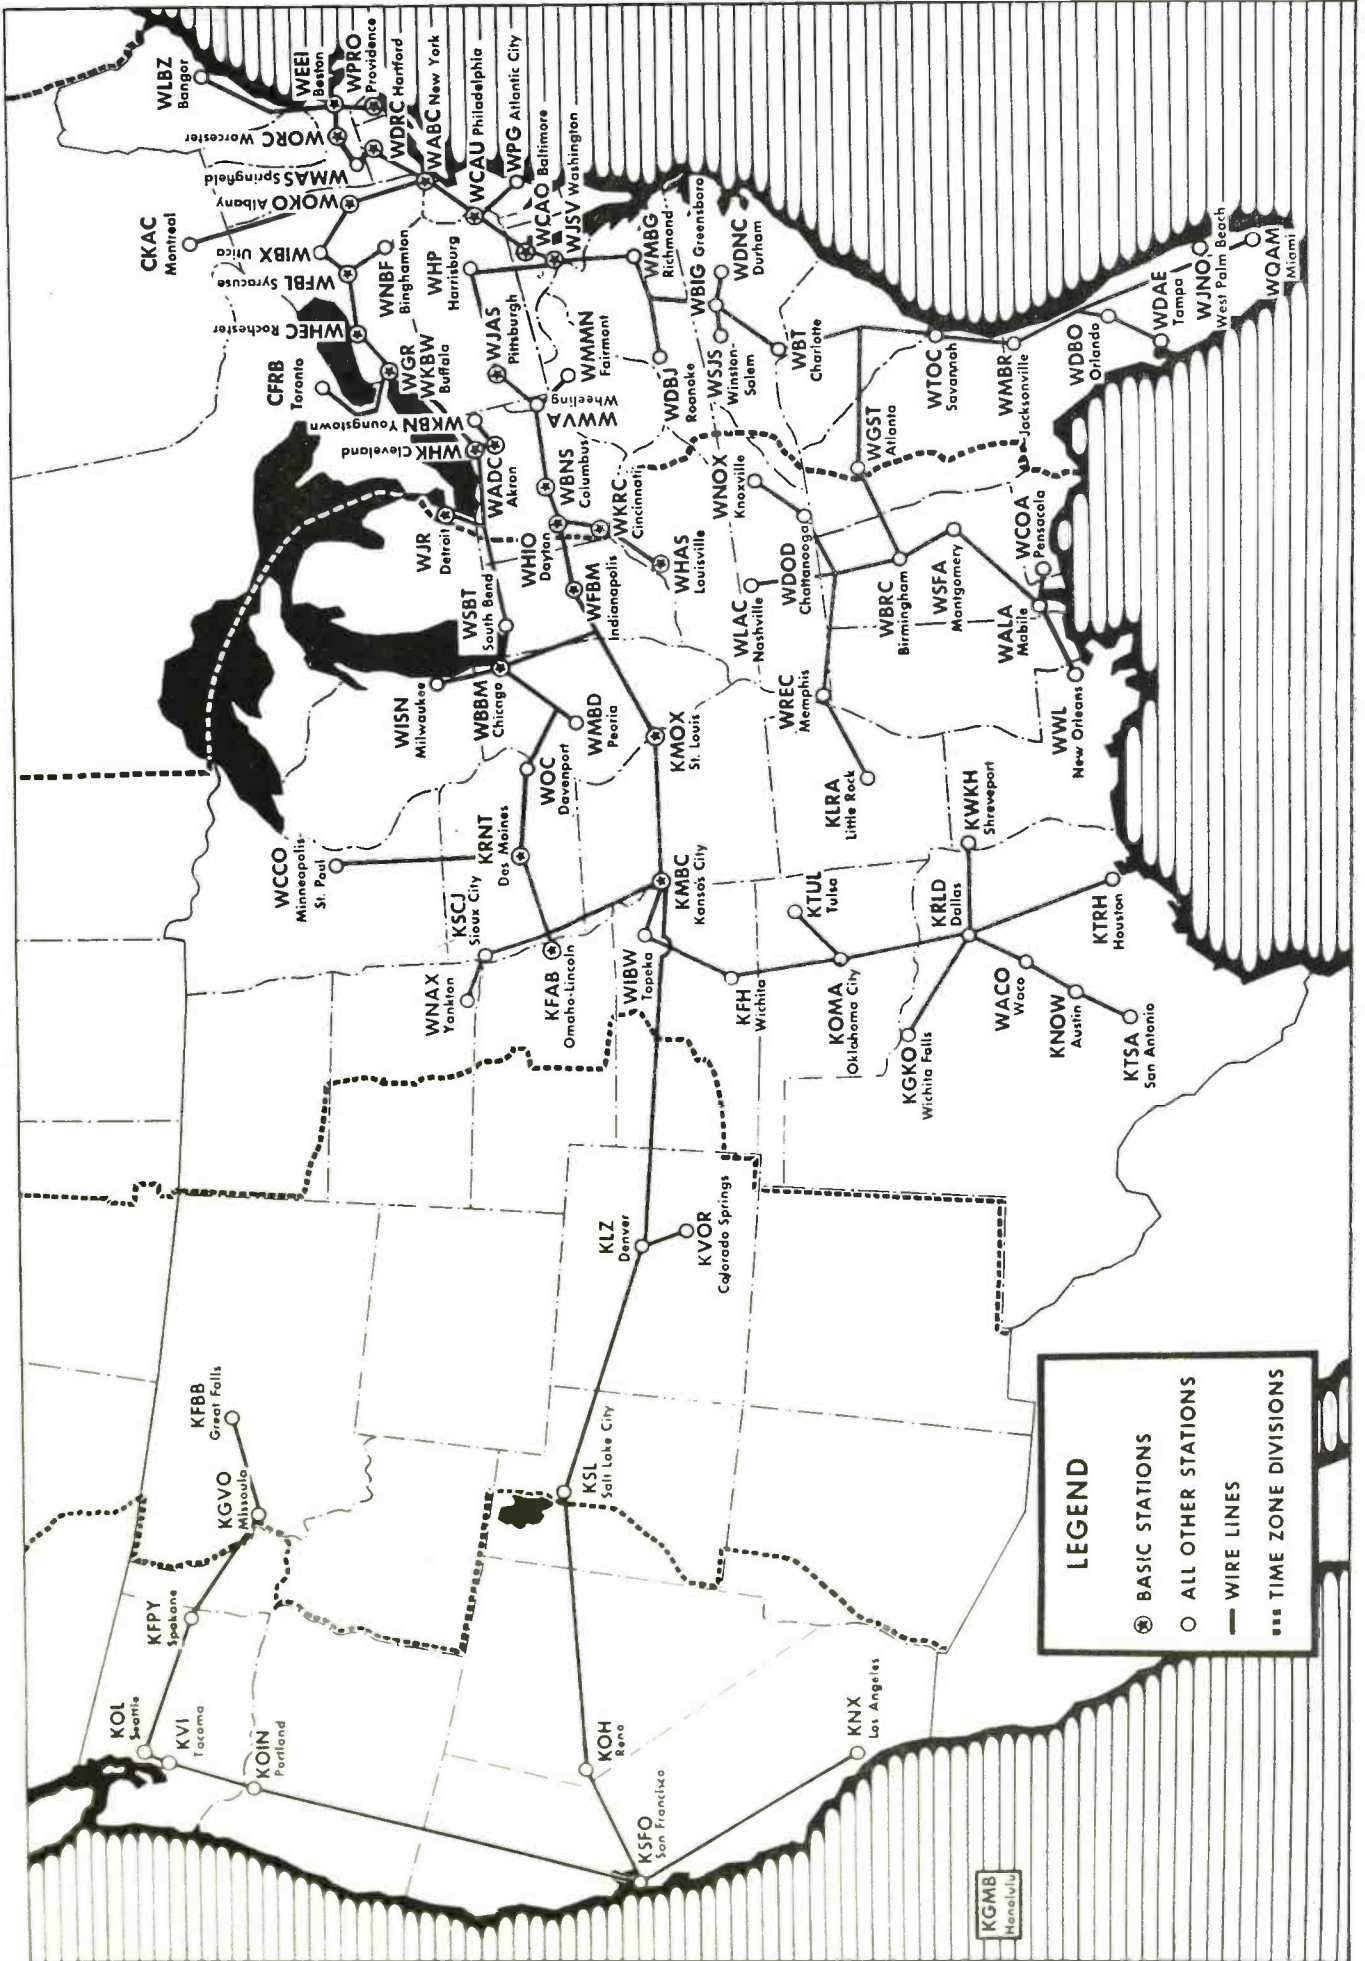 KOL
Seattle
KVI
Tacoma
KOIN
Portland
KFPY
Spokane
KGVO
Missoula
KFBB
Great Falls
KSFO
San Francisco
KOH
Reno
KNX
Los Angeles
KGMB
Honolulu
KSL
Salt Lake City
KLZ
Denver
KVOR
Colorado Springs
WNAX
Yankton
KSCJ
Sioux City
KFAB
Omaha-Lincoln
WIBW
Topeka
KFH
Wichita
KOMA
Oklahoma City
KTUL
Tulsa
KGKO
Wichita Falls
KRLD
Dallas
WACO
Waco
KNOW
Austin
KTSA
San Antonio
KTRH
Houston
KWKH
Shreveport
WCCO
Minneapolis
St. Paul
KRNT
Des Moines
KMBC
Kansas City
WOC
Davenport
WMBD
Peoria
KMOX
St. Louis
KLRA
Little Rock
WREC
Memphis
WWL
New Orleans
WISN
Milwaukee
WBBM
Chicago
WSBT
South Bend
WFBM
Indianapolis
WHIO
Dayton
WJR
Detroit
WKRC
Cincinnati
WHAS
Louisville
WLAC
Nashville
WDOD
Chattanooga
WNOX
Knoxville
WBRC
Birmingham
WSFA
Montgomery
WALA
Mobile
WCOA
Pensacola
WADC
Akron
WHK Cleveland
WKBN Youngstown
WBNS
Columbus
WWVA
Wheeling
WMMN
Fairmont
WJAS
Pittsburgh
CFRB
Toronto
WGR
WKBW
Buffalo
WHEC Rochester
WFBL Syracuse
WIBX Utica
WNBF
Binghamton
WOKO Albany
WHP
Harrisburg
CKAC
Montreal
WMAS Springfield
WORC Worcester
WLBZ
Bangor
WEEI
Boston
WPRO
Providence
WDRC Hartford
WABC New York
WCAU Philadelphia
WPG Atlantic City
WCAO Baltimore
WJSV Washington
WMBG
Richmond
WDBJ
Roanoke
WBIG Greensboro
WDNC
Durham
WSJS
Winston-
Salem
WBT
Charlotte
WGST
Atlanta
WTOC
Savannah
WMBR
Jacksonville
WDBO
Orlando
WDAE
Tampa
WJNO
West Palm Beach
WQAM
Miami
LEGEND
BASIC STATIONS
ALL OTHER STATIONS
WIRE LINES
TIME ZONE DIVISIONS